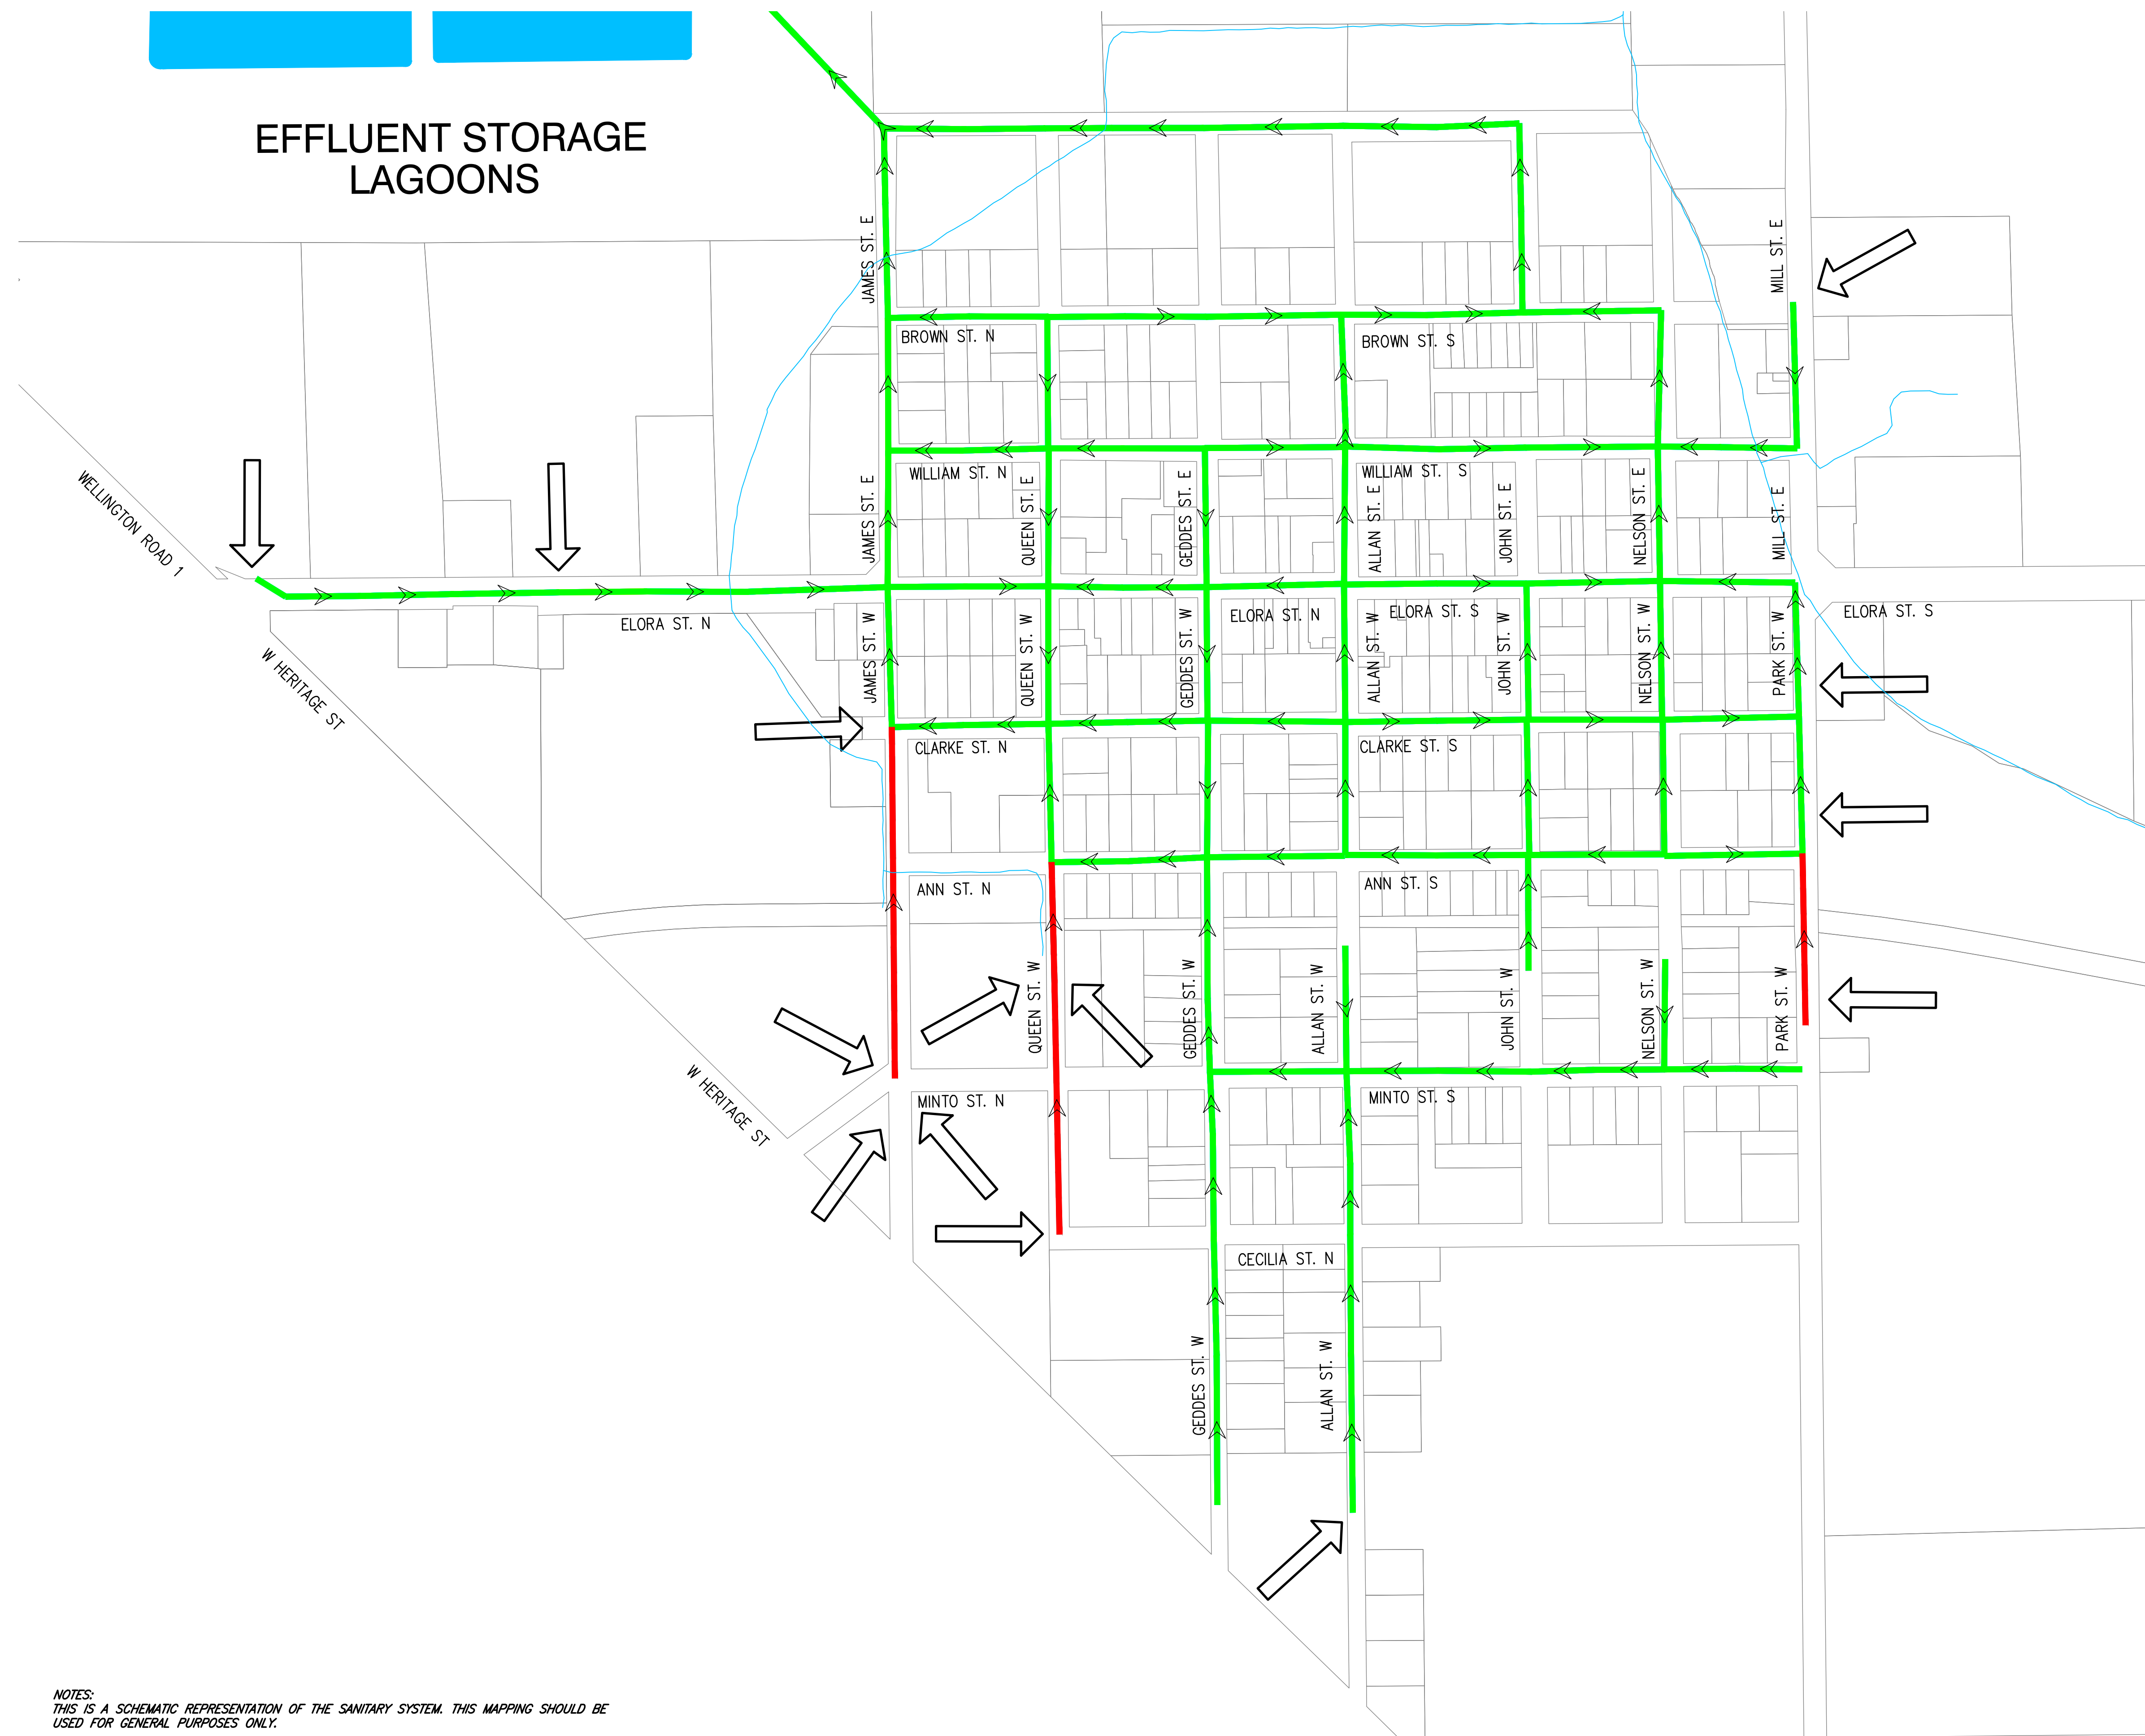 EFFLUENT STORAGE
LAGOONS
JAMES ST. E
MILL ST. E
BROWN ST. N
BROWN ST. S
WELLINGTON ROAD 1
WILLIAM ST. N
WILLIAM ST. S
JAMES ST. E
QUEEN ST. E
GEDDES ST. E
ALLAN ST. E
JOHN ST. E
NELSON ST. E
MILL ST. E
ELORA ST. N
ELORA ST. N
ELORA ST. S
ELORA ST. S
W HERITAGE ST
JAMES ST. W
QUEEN ST. W
GEDDES ST. W
ALLAN ST. W
JOHN ST. W
NELSON ST. W
PARK ST. W
CLARKE ST. N
CLARKE ST. S
ANN ST. N
ANN ST. S
QUEEN ST. W
GEDDES ST. W
ALLAN ST. W
JOHN ST. W
NELSON ST. W
PARK ST. W
W HERITAGE ST
MINTO ST. N
MINTO ST. S
CECILIA ST. N
GEDDES ST. W
ALLAN ST. W
NOTES:
THIS IS A SCHEMATIC REPRESENTATION OF THE SANITARY SYSTEM. THIS MAPPING SHOULD BE
USED FOR GENERAL PURPOSES ONLY.